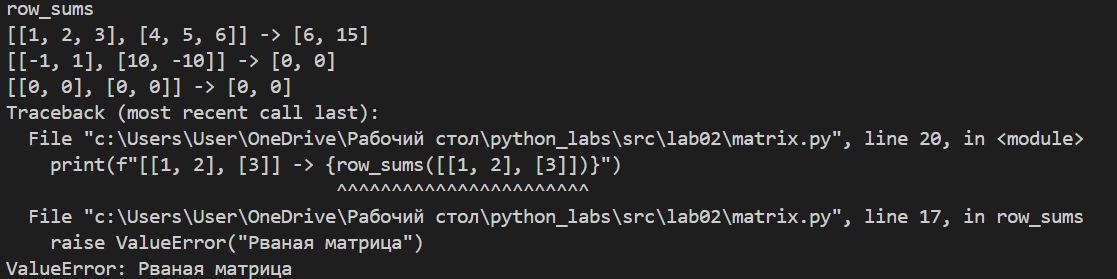 row_sums
[[1, 2, 3], [4, 5, 6]] -> [6, 15]
[[-1, 1], [10, -10]] -> [0, 0]
[[0, 0], [0, 0]] -> [0, 0]
Traceback (most recent call last):
  File "c:\Users\User\OneDrive\Рабочий стол\python_labs\src\lab02\matrix.py", line 20, in <module>
    print(f"[[1, 2], [3]] -> {row_sums([[1, 2], [3]])}")
                              ^^^^^^^^^^^^^^^^^^^^^^^
  File "c:\Users\User\OneDrive\Рабочий стол\python_labs\src\lab02\matrix.py", line 17, in row_sums
    raise ValueError("Рваная матрица")
ValueError: Рваная матрица